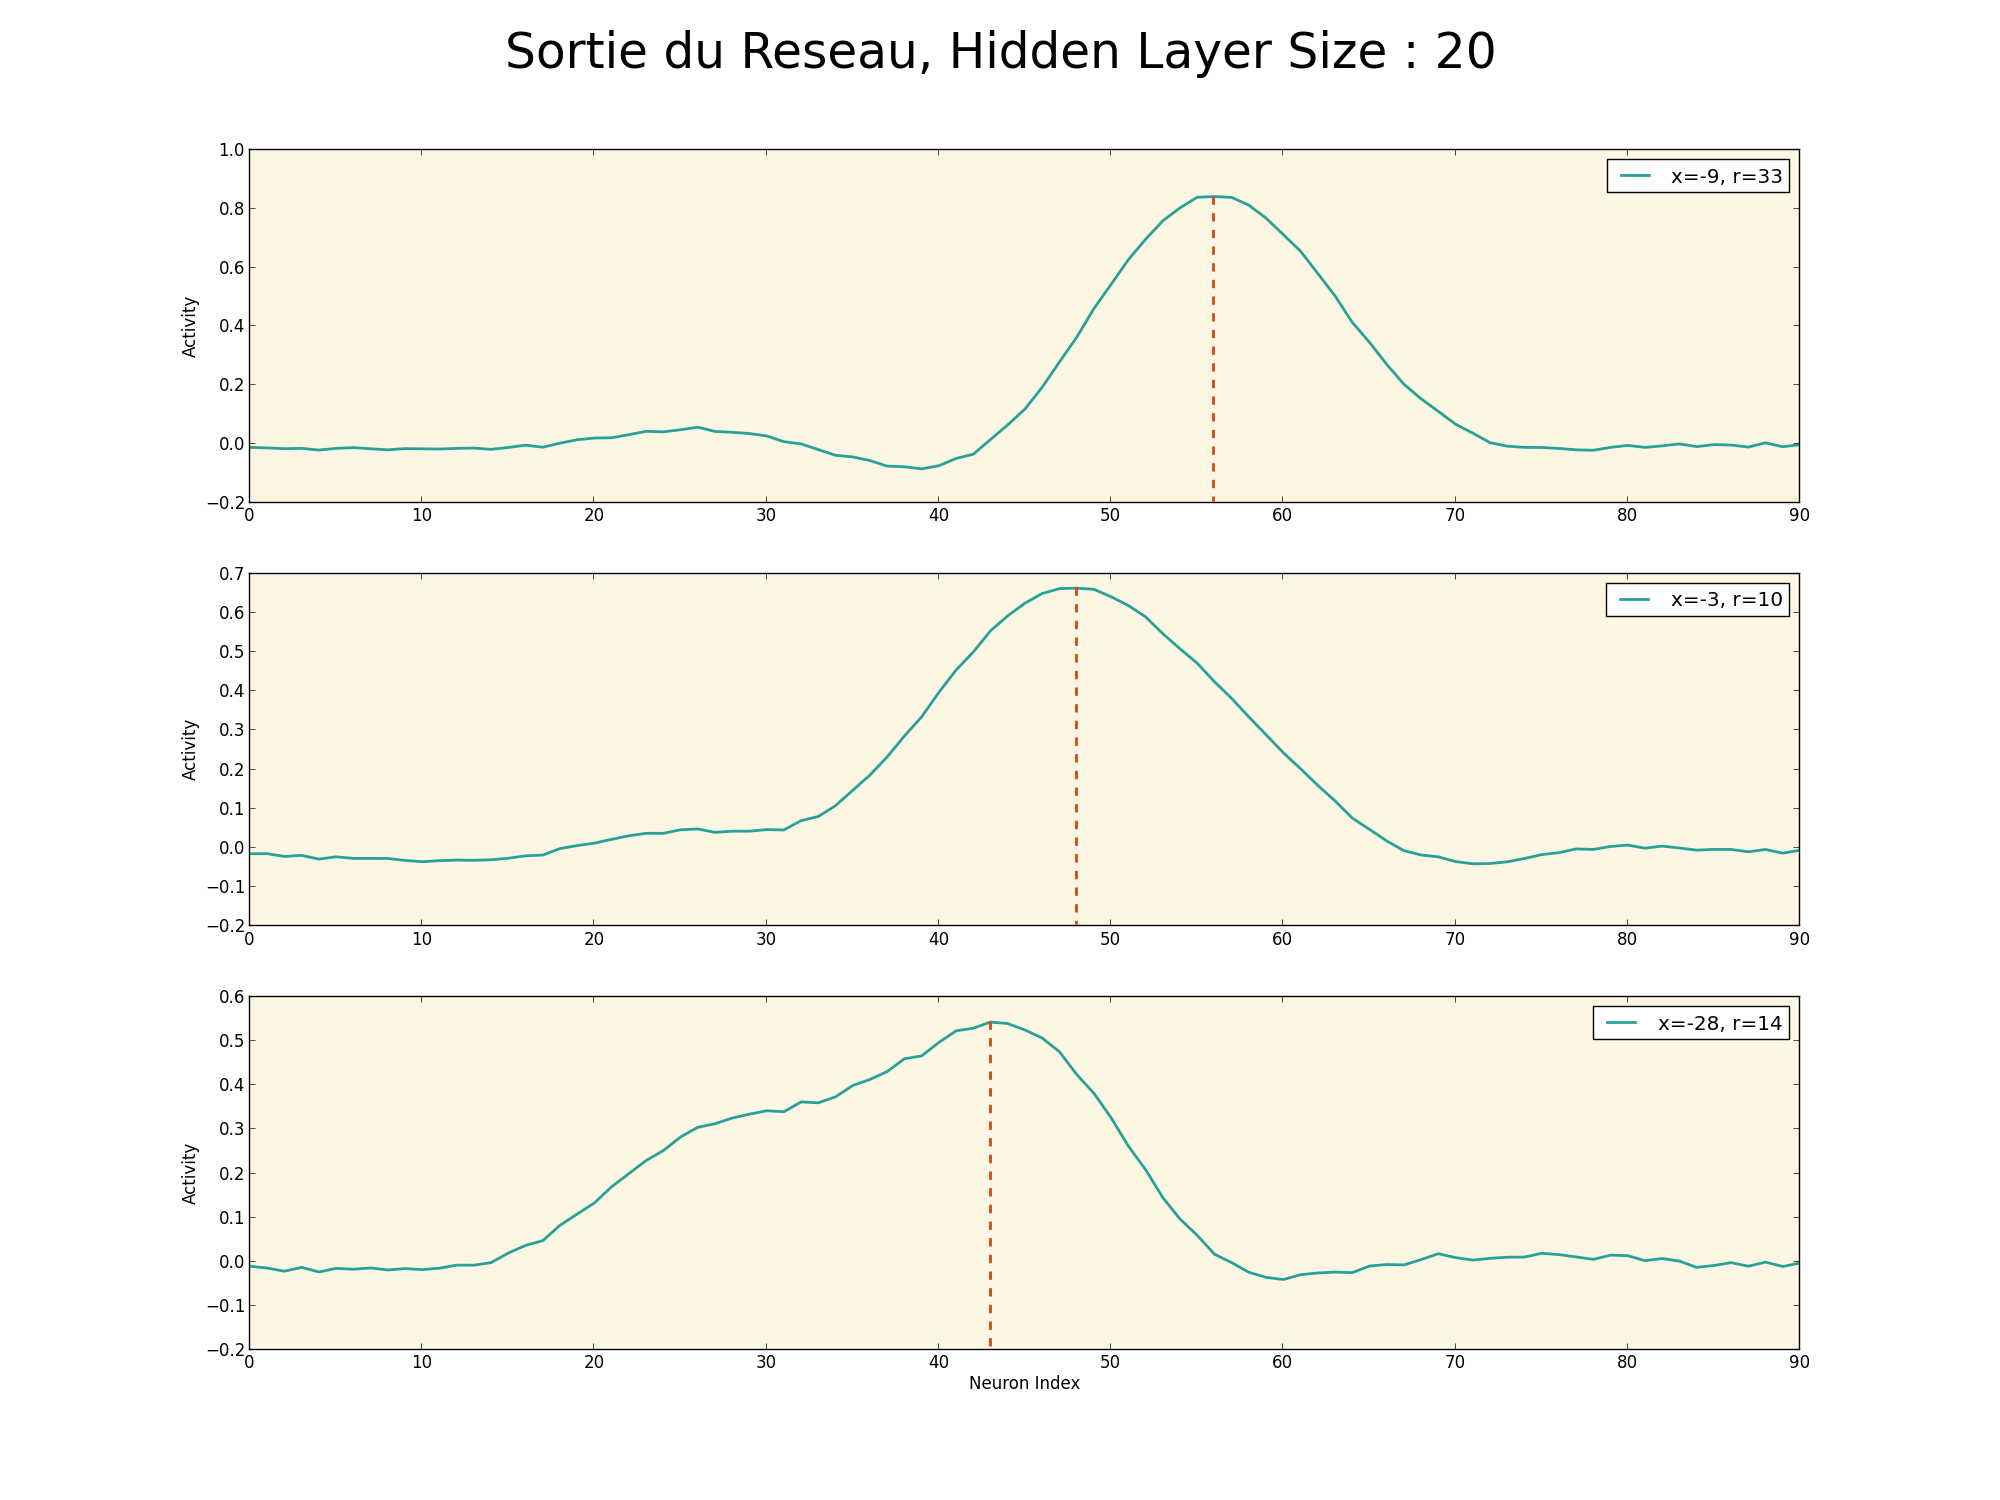 Sortie du Reseau, Hidden Layer Size : 20
1.0
0.8
0.6
0.4
0.2
0.0
−0.2
Activity
x=-9, r=33
0 10 20 30 40 50 60 70 80 90
0.7
0.6
0.5
0.4
0.3
0.2
0.1
0.0
−0.1
−0.2
Activity
x=-3, r=10
0 10 20 30 40 50 60 70 80 90
0.6
0.5
0.4
0.3
0.2
0.1
0.0
−0.1
−0.2
Activity
x=-28, r=14
0 10 20 30 40 50 60 70 80 90
Neuron Index